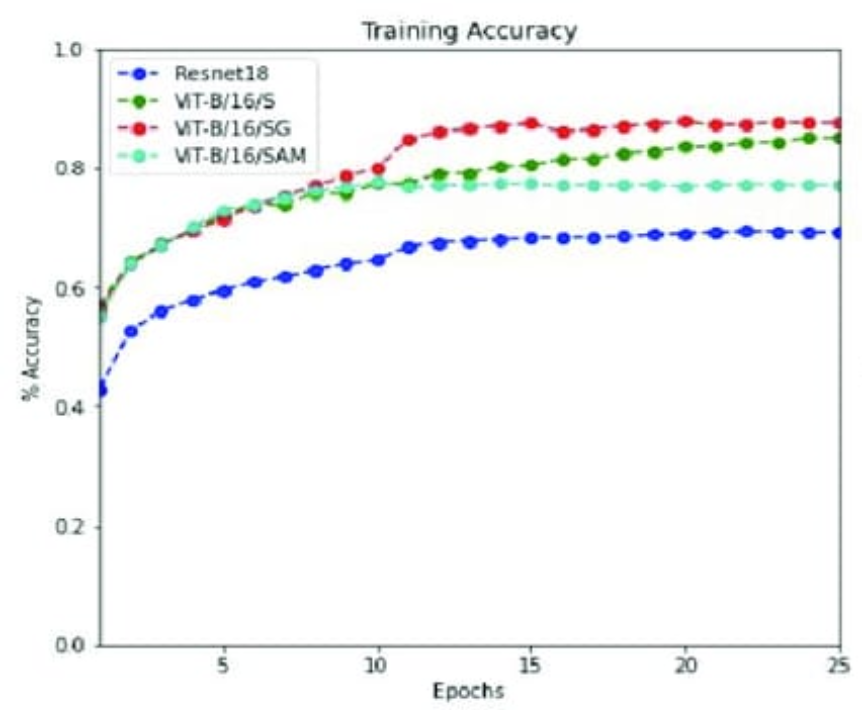 Training Accuracy
Resnet18
ViT-B/16/S
ViT-B/16/SG
ViT-B/16/SAM
% Accuracy
1.0
0.8
0.6
0.4
0.2
0.0
5 10 15 20 25
Epochs